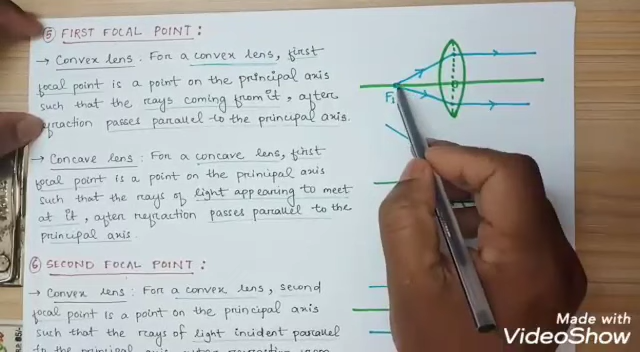 ⑤ FIRST FOCAL POINT :
→ Convex lens : For a convex lens, first
focal point is a point on the principal axis
such that the rays coming from it, after
refraction passes parallel to the principal axis.
→ Concave lens : For a concave lens, first
focal point is a point on the principal axis
such that the rays of light appearing to meet
at it, after refraction passes parallel to the
principal axis.
⑥ SECOND FOCAL POINT :
→ Convex lens : For a convex lens, second
focal point is a point on the principal axis
such that the rays of light incident parallel
F₁
O
Made with
VideoShow